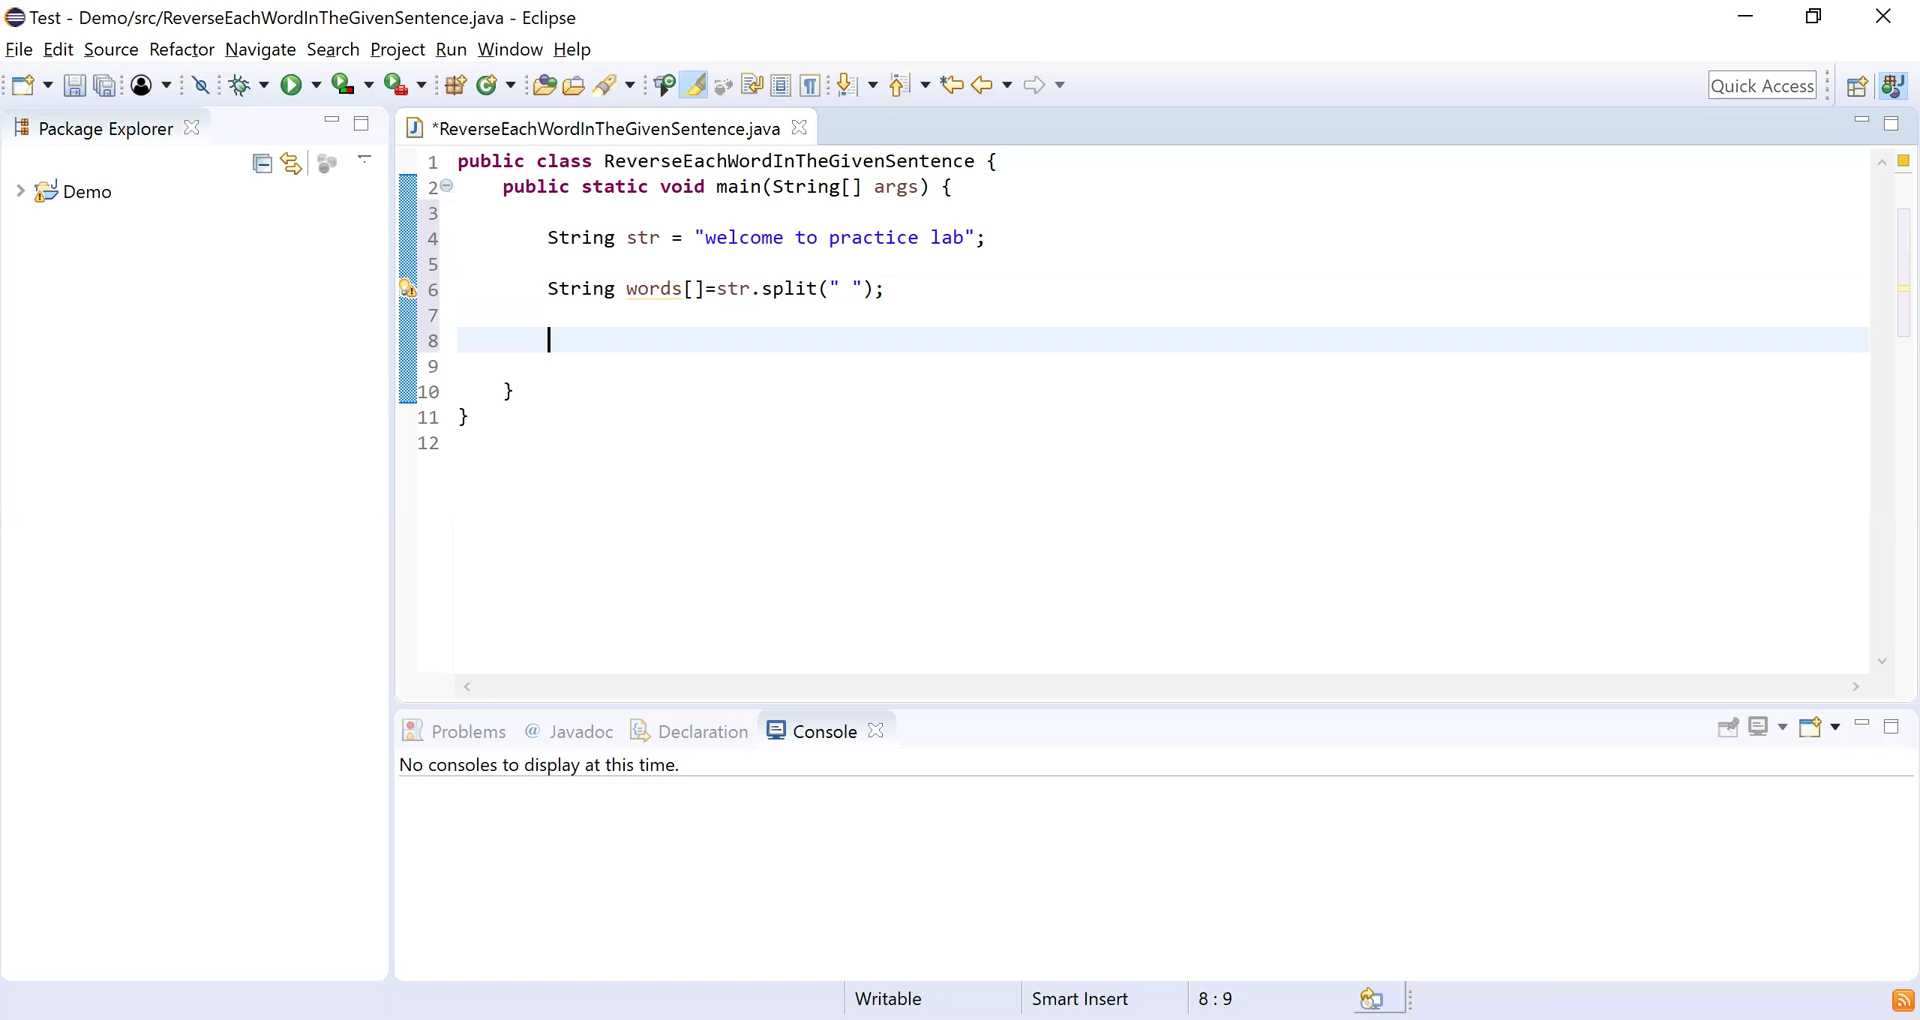 Test - Demo/src/ReverseEachWordInTheGivenSentence.java - Eclipse
File Edit Source Refactor Navigate Search Project Run Window Help
Quick Access
Package Explorer
*ReverseEachWordInTheGivenSentence.java
Demo
1 public class ReverseEachWordInTheGivenSentence {
2 public static void main(String[] args) {
3
4 String str = "welcome to practice lab";
5
6 String words[]=str.split(" ");
7
8
9
10 }
11 }
12
Problems @ Javadoc Declaration Console
No consoles to display at this time.
Writable Smart Insert 8 : 9